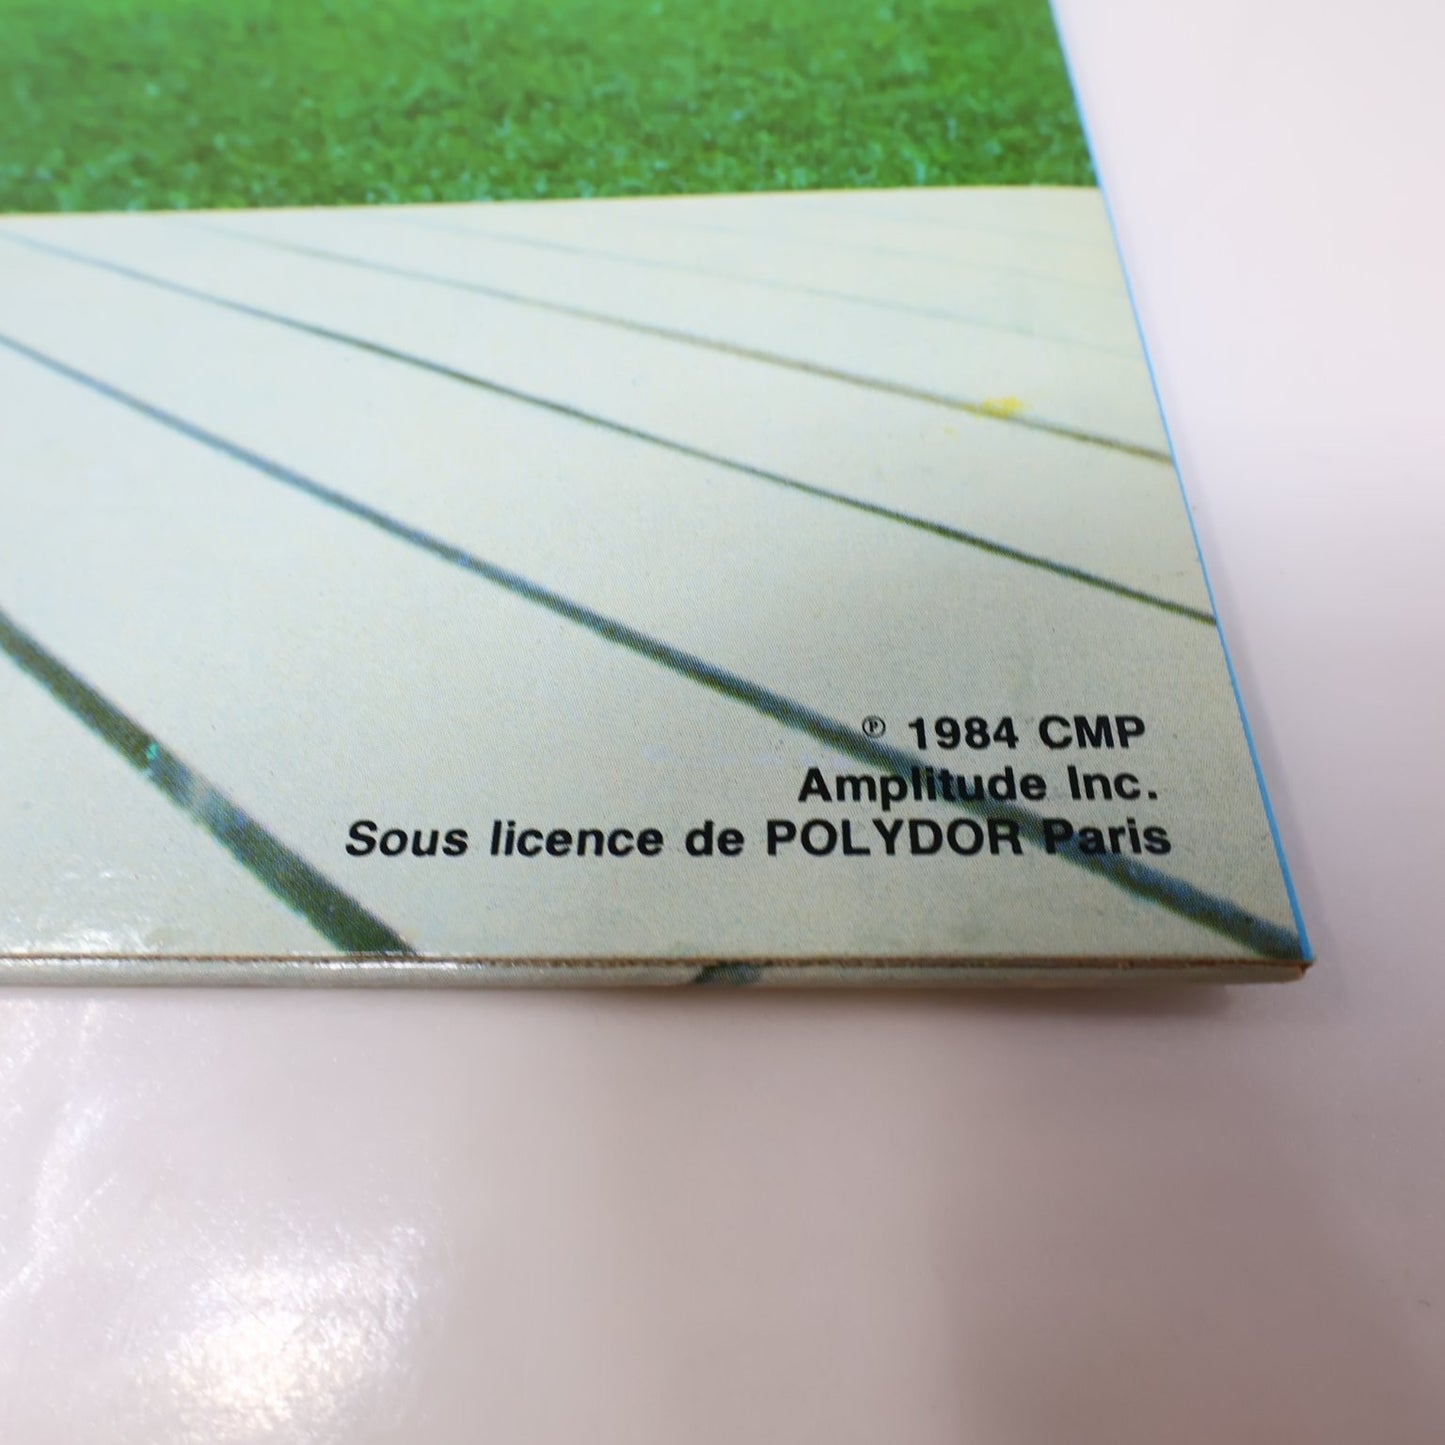 ℗ 1984 CMP
Amplitude Inc.
Sous licence de POLYDOR Paris